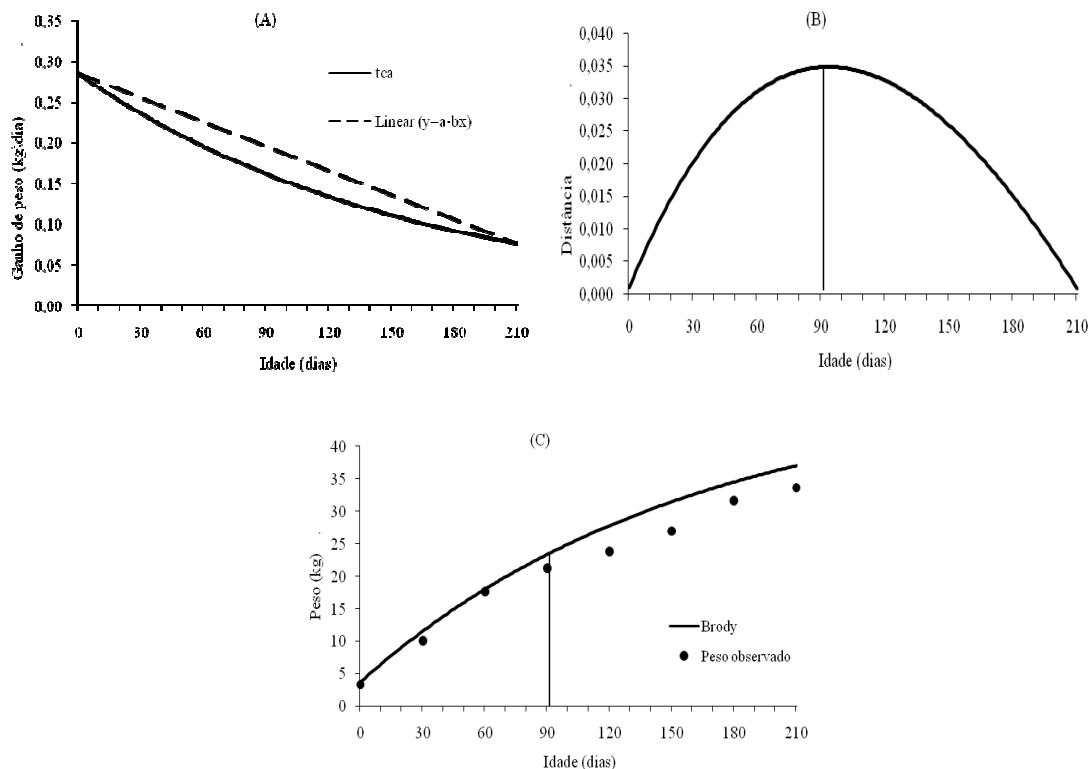 (A)
0,35
0,30
0,25
0,20
0,15
0,10
0,05
0,00
Ganho de peso (kg/dia)
tca
Linear (y=a-bx)
0 30 60 90 120 150 180 210
Idade (dias)
(B)
0,040
0,035
0,030
0,025
0,020
0,015
0,010
0,005
0,000
Distância
0 30 60 90 120 150 180 210
Idade (dias)
(C)
40
35
30
25
20
15
10
5
0
Peso (kg)
Brody
Peso observado
0 30 60 90 120 150 180 210
Idade (dias)